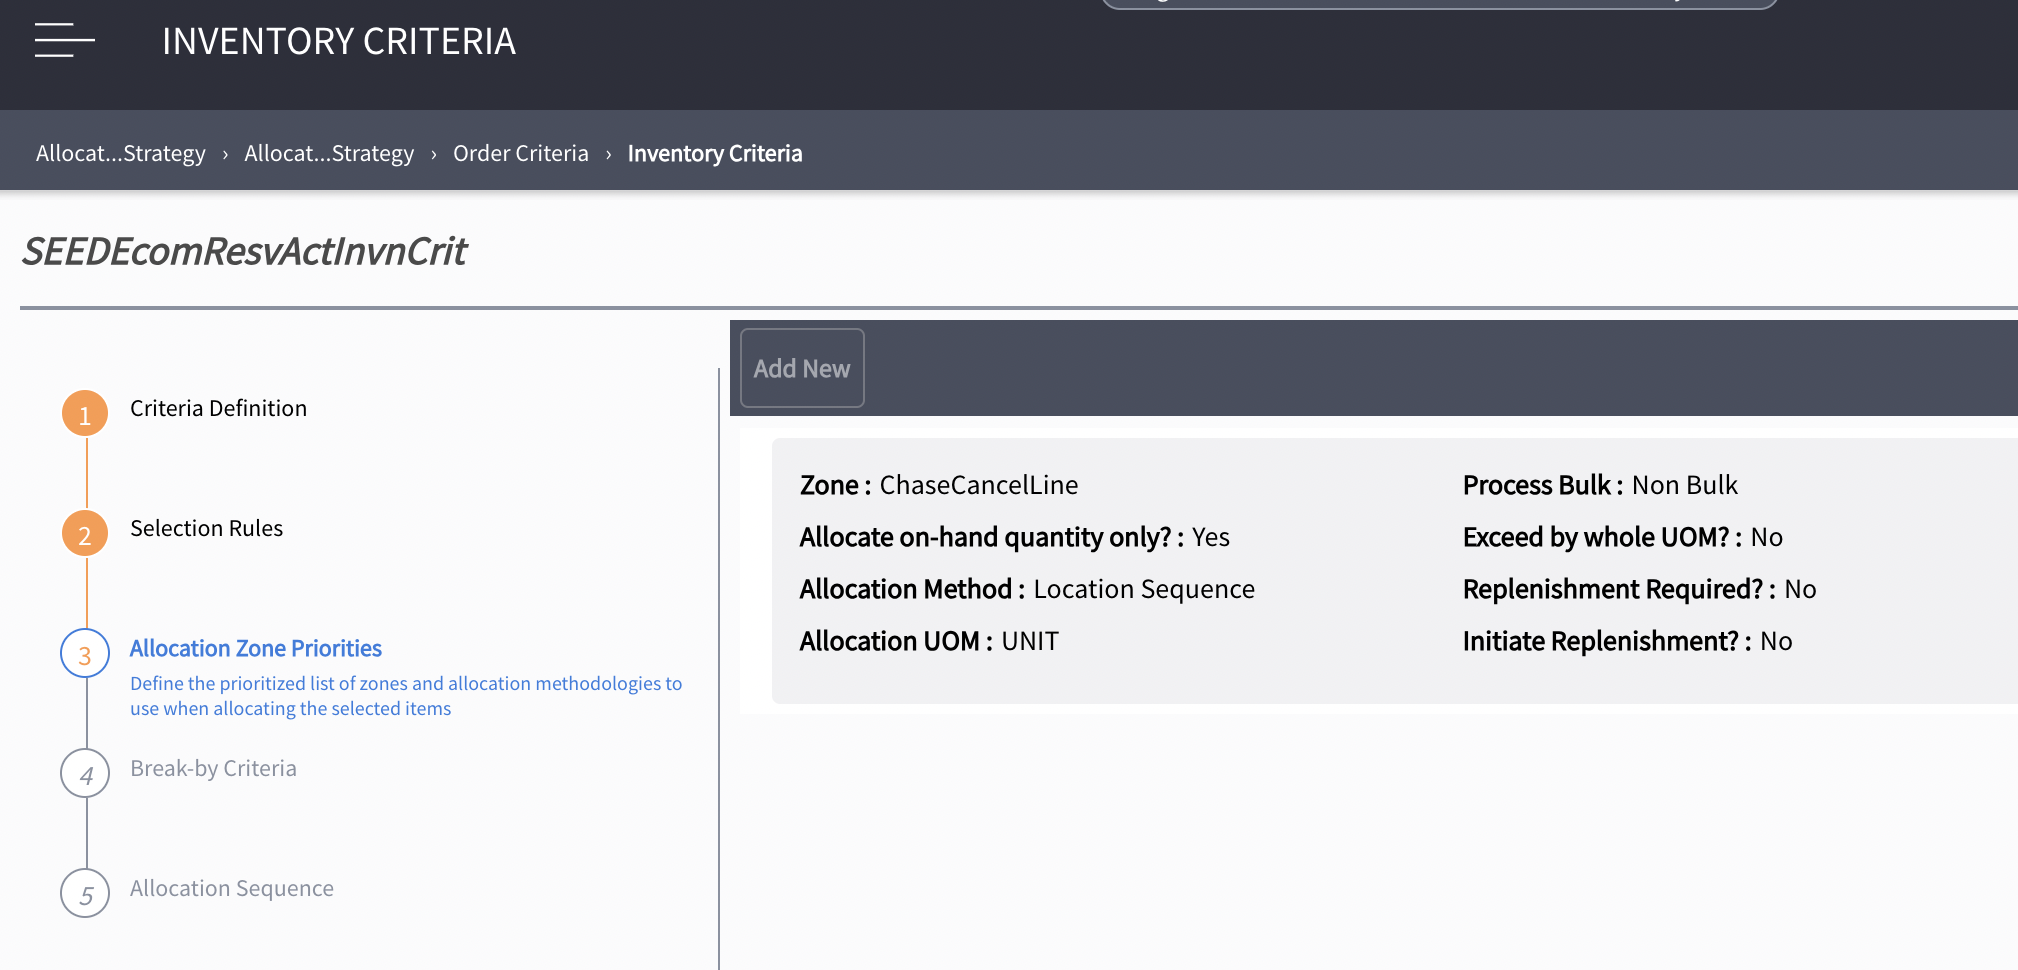 INVENTORY CRITERIA
Allocat...Strategy › Allocat...Strategy › Order Criteria › Inventory Criteria
SEEDEcomResvActInvnCrit
1 Criteria Definition
2 Selection Rules
3 Allocation Zone Priorities
Define the prioritized list of zones and allocation methodologies to
use when allocating the selected items
4 Break-by Criteria
5 Allocation Sequence
Add New
Zone : ChaseCancelLine
Process Bulk : Non Bulk
Allocate on-hand quantity only? : Yes
Exceed by whole UOM? : No
Allocation Method : Location Sequence
Replenishment Required? : No
Allocation UOM : UNIT
Initiate Replenishment? : No